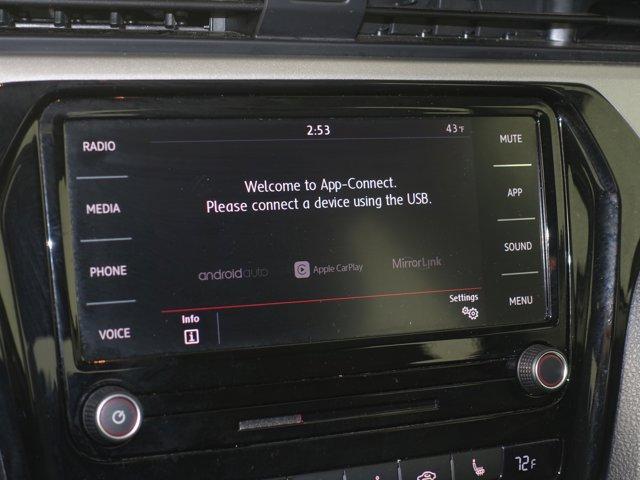 2:53
43°F
RADIO
MEDIA
PHONE
VOICE
Welcome to App-Connect.
Please connect a device using the USB.
androidauto
Apple CarPlay
MirrorLink
Info
i
Settings
MUTE
APP
SOUND
MENU
72F